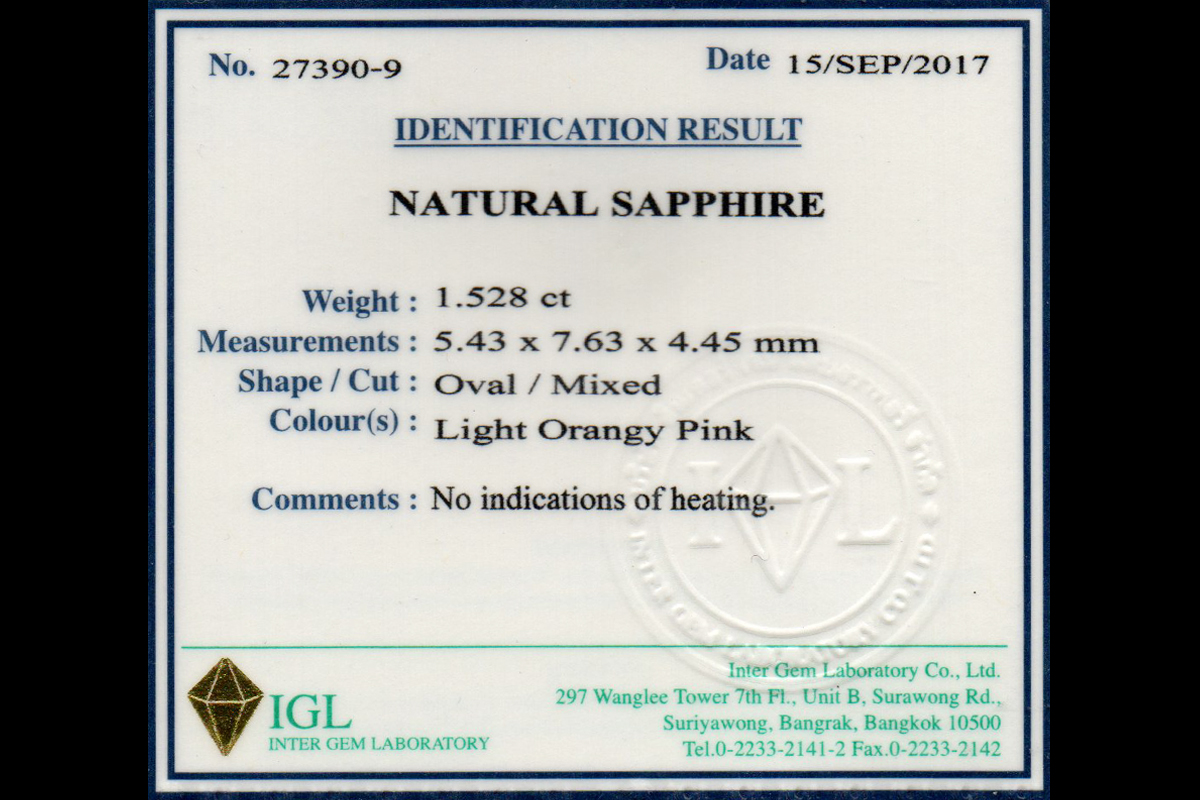 No. 27390-9
Date 15/SEP/2017
IDENTIFICATION RESULT
NATURAL SAPPHIRE
Weight : 1.528 ct
Measurements : 5.43 x 7.63 x 4.45 mm
Shape / Cut : Oval / Mixed
Colour(s) : Light Orangy Pink
Comments : No indications of heating.
I L
IGL
INTER GEM LABORATORY
Inter Gem Laboratory Co., Ltd.
297 Wanglee Tower 7th Fl., Unit B, Surawong Rd.,
Suriyawong, Bangrak, Bangkok 10500
Tel.0-2233-2141-2 Fax.0-2233-2142